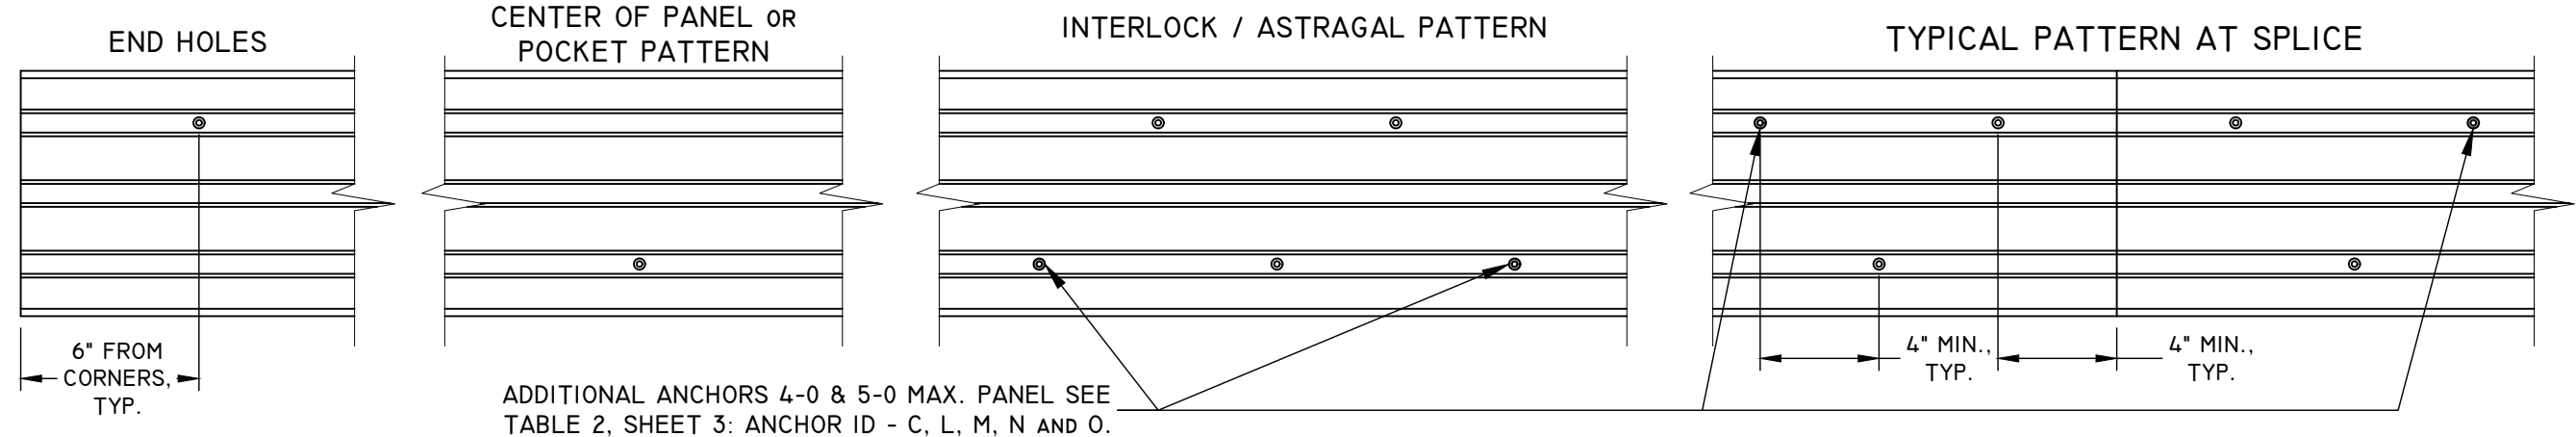 END HOLES
CENTER OF PANEL OR
POCKET PATTERN
INTERLOCK / ASTRAGAL PATTERN
TYPICAL PATTERN AT SPLICE
6" FROM
CORNERS,
TYP.
ADDITIONAL ANCHORS 4-0 & 5-0 MAX. PANEL SEE
TABLE 2, SHEET 3: ANCHOR ID - C, L, M, N AND O.
4" MIN.,
TYP.
4" MIN.,
TYP.